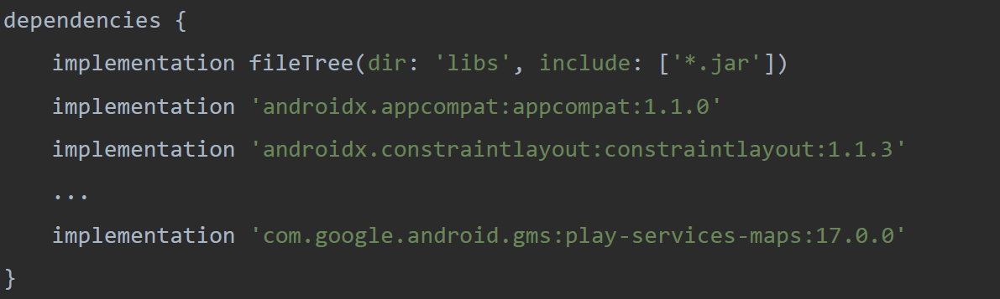 dependencies {
implementation fileTree(dir: 'libs', include: ['*.jar'])
implementation 'androidx.appcompat:appcompat:1.1.0'
implementation 'androidx.constraintlayout:constraintlayout:1.1.3'
...
implementation 'com.google.android.gms:play-services-maps:17.0.0'
}